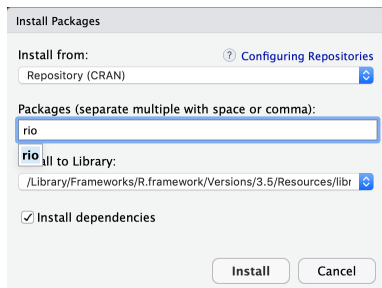 Install Packages
Install from:
? Configuring Repositories
Repository (CRAN)
Packages (separate multiple with space or comma):
rio
rio
all to Library:
/Library/Frameworks/R.framework/Versions/3.5/Resources/libr
Install dependencies
Install
Cancel